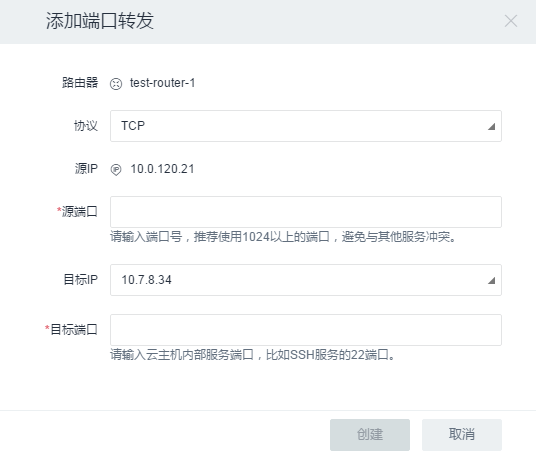 添加端口转发
路由器 test-router-1
协议 TCP
源IP IP 10.0.120.21
*源端口
请输入端口号，推荐使用1024以上的端口，避免与其他服务冲突。
目标IP 10.7.8.34
*目标端口
请输入云主机内部服务端口，比如SSH服务的22端口。
创建 取消